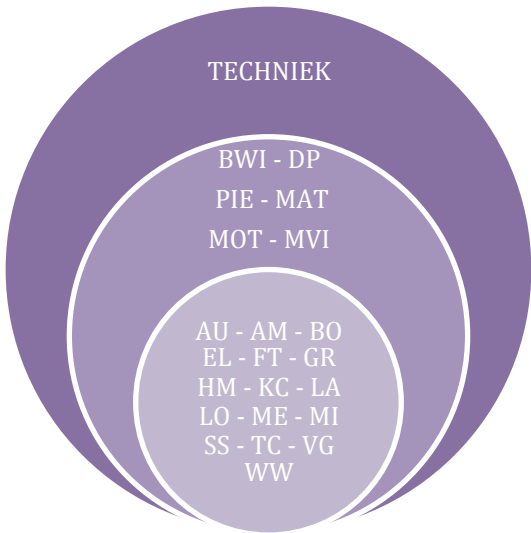 TECHNIEK
BWI - DP
PIE - MAT
MOT - MVI
AU - AM - BO
EL - FT - GR
HM - KC - LA
LO - ME - MI
SS - TC - VG
WW